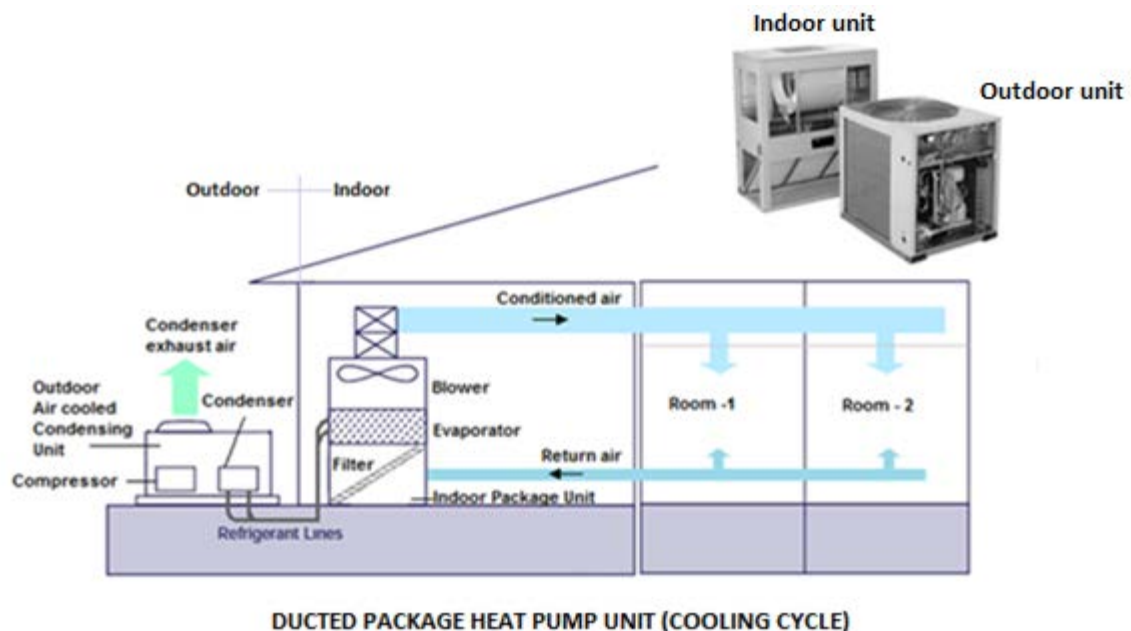 Indoor unit
Outdoor unit
Outdoor
Indoor
Conditioned air
Condenser
exhaust air
Outdoor
Air cooled
Condensing
Unit
Condenser
Compressor
Blower
Evaporator
Filter
Room -1
Room - 2
Return air
Indoor Package Unit
Refrigerant Lines
DUCTED PACKAGE HEAT PUMP UNIT (COOLING CYCLE)